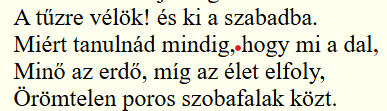 A tűzre vélök! és ki a szabadba.
Miért tanulnád mindig, hogy mi a dal,
Minő az erdő, míg az élet elfoly,
Örömtelen poros szobafalak közt.